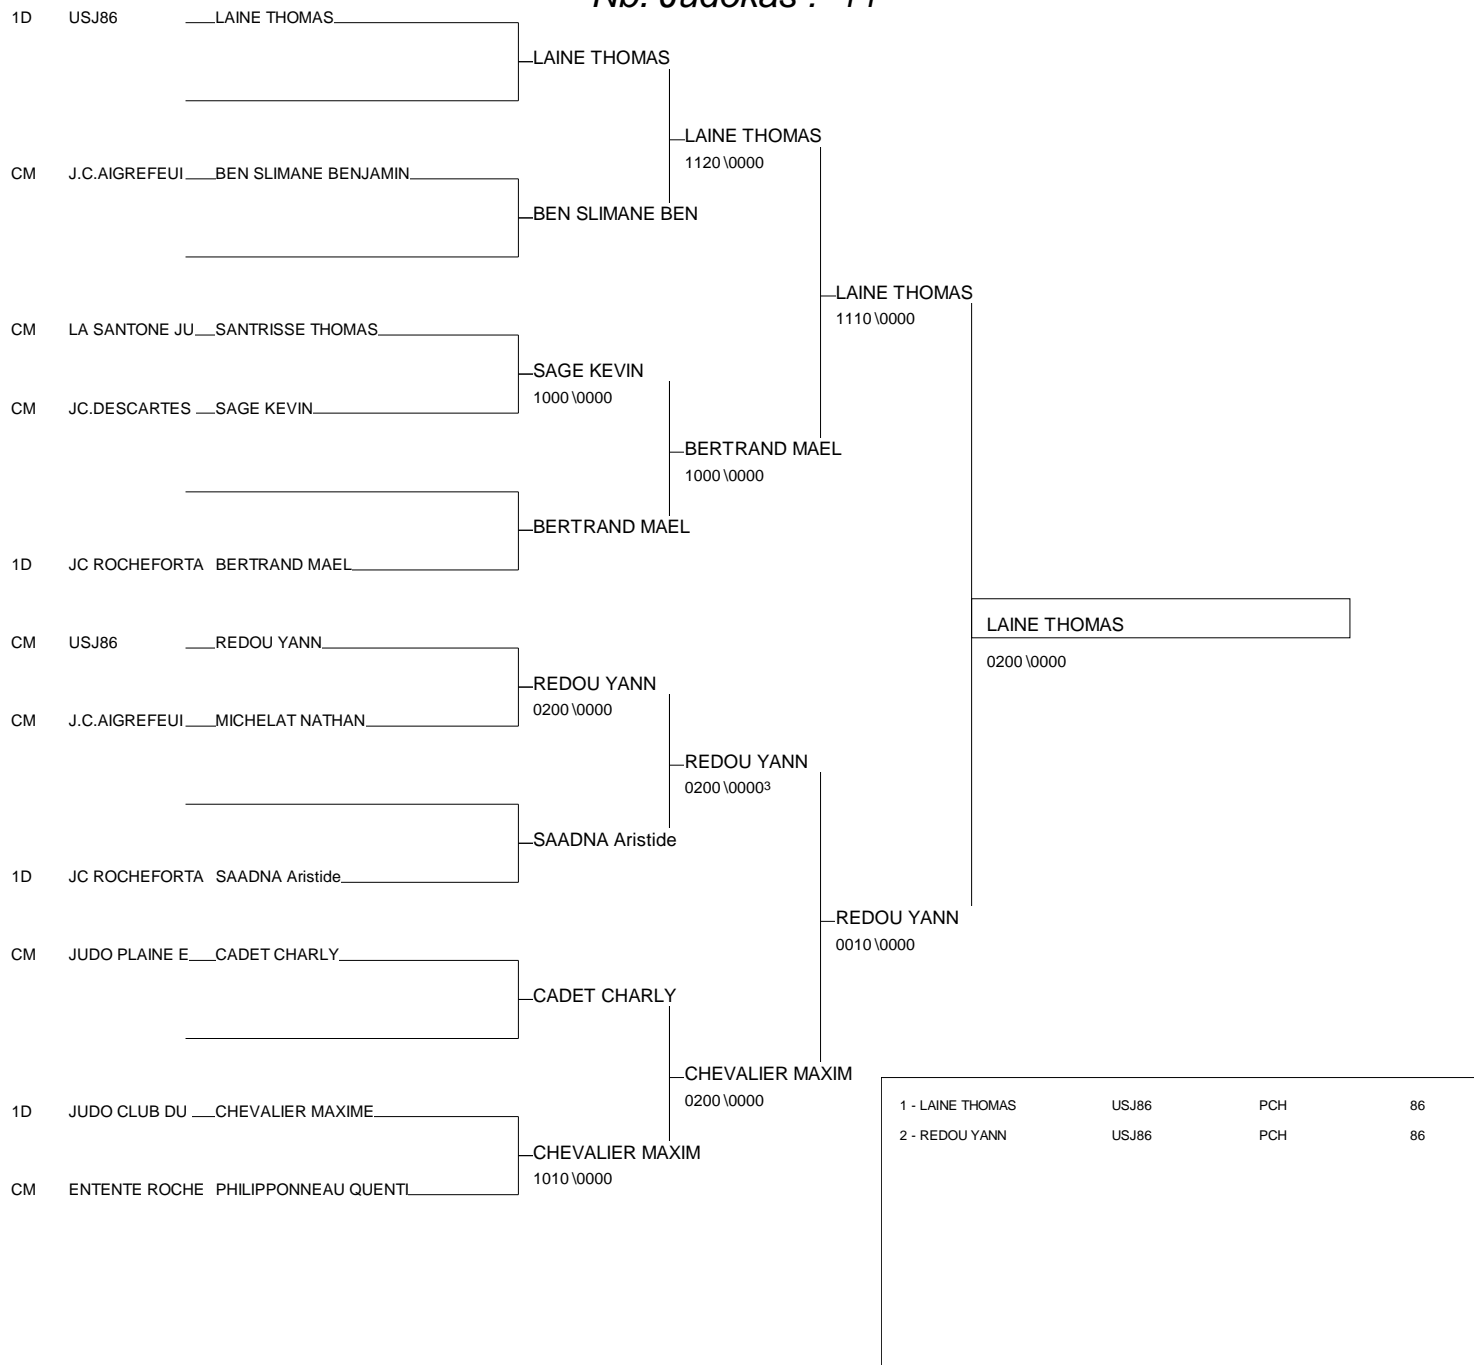 Nb. Judokas : 11
1D USJ86 LAINE THOMAS
LAINE THOMAS
LAINE THOMAS
1120 \0000
CM J.C.AIGREFEUI BEN SLIMANE BENJAMIN
BEN SLIMANE BEN
LAINE THOMAS
1110 \0000
CM LA SANTONE JU SANTRISSE THOMAS
SAGE KEVIN
1000 \0000
CM JC.DESCARTES SAGE KEVIN
BERTRAND MAEL
1000 \0000
BERTRAND MAEL
1D JC ROCHEFORTA BERTRAND MAEL
LAINE THOMAS
0200 \0000
CM USJ86 REDOU YANN
REDOU YANN
0200 \0000
CM J.C.AIGREFEUI MICHELAT NATHAN
REDOU YANN
0200 \0000³
SAADNA Aristide
1D JC ROCHEFORTA SAADNA Aristide
REDOU YANN
0010 \0000
CM JUDO PLAINE E CADET CHARLY
CADET CHARLY
CHEVALIER MAXIM
0200 \0000
1D JUDO CLUB DU CHEVALIER MAXIME
CHEVALIER MAXIM
1010 \0000
CM ENTENTE ROCHE PHILIPPONNEAU QUENTI
1 - LAINE THOMAS USJ86 PCH 86
2 - REDOU YANN USJ86 PCH 86